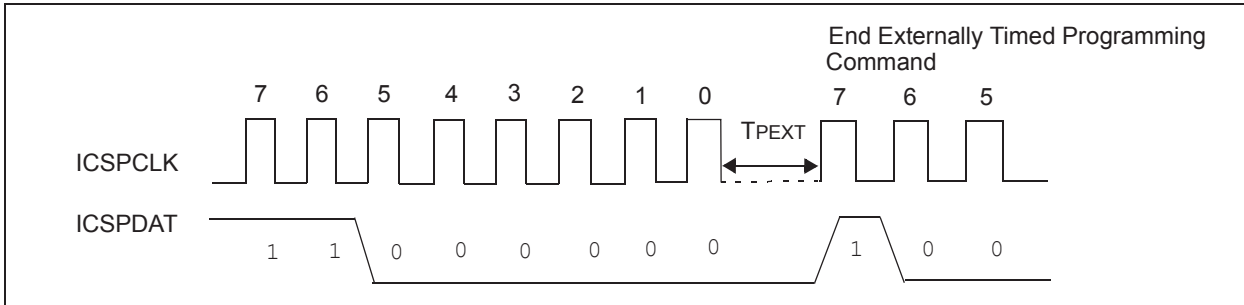 End Externally Timed Programming
Command
7 6 5 4 3 2 1 0 7 6 5
TPEXT
ICSPCLK
ICSPDAT
1 1 0 0 0 0 0 0 1 0 0